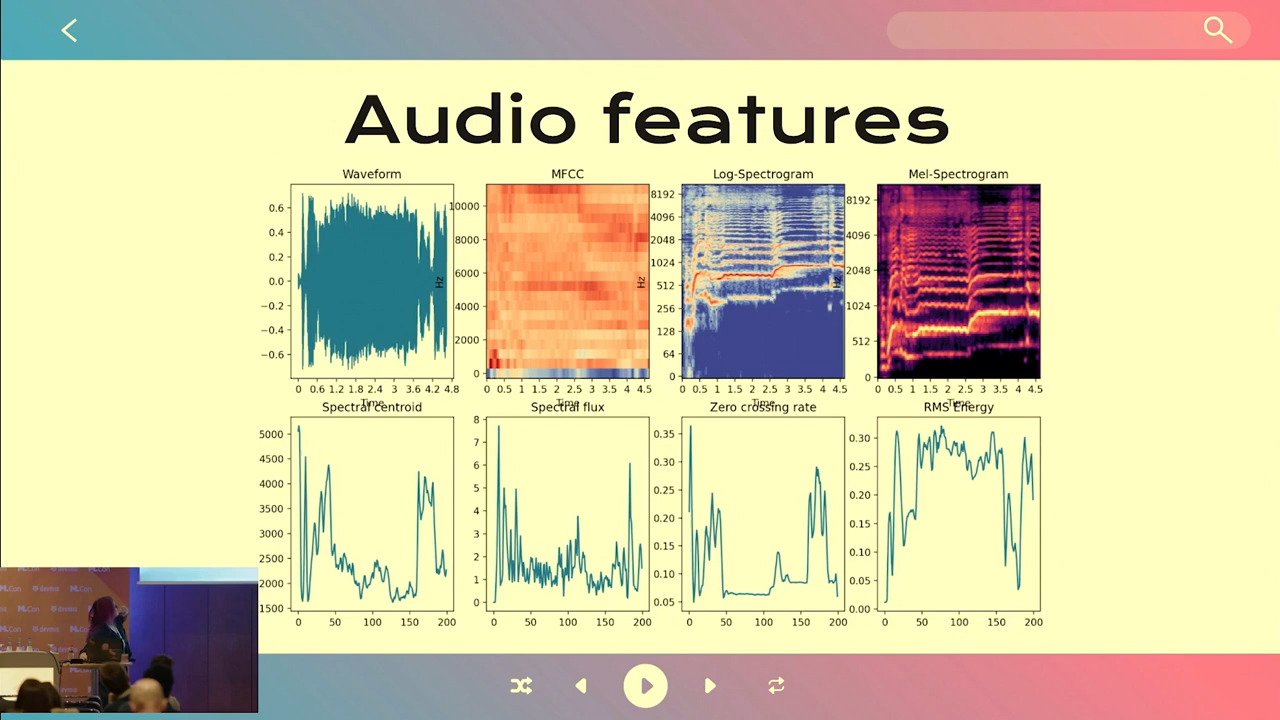 Audio features
Waveform
MFCC
Log-Spectrogram
Mel-Spectrogram
0.6
0.4
0.2
0.0
−0.2
−0.4
−0.6
Hz
0 0.6 1.2 1.8 2.4 3 3.6 4.2 4.8
Time
10000
8000
6000
4000
2000
0
Hz
0 0.5 1 1.5 2 2.5 3 3.5 4 4.5
Time
8192
4096
2048
1024
512
256
128
64
0
Hz
0 0.5 1 1.5 2 2.5 3 3.5 4 4.5
Time
8192
4096
2048
1024
512
0
0 0.5 1 1.5 2 2.5 3 3.5 4 4.5
Time
Spectral centroid
Spectral flux
Zero crossing rate
RMS Energy
5000
4500
4000
3500
3000
2500
2000
1500
0 50 100 150 200
8
7
6
5
4
3
2
1
0
0 50 100 150 200
0.35
0.30
0.25
0.20
0.15
0.10
0.05
0 50 100 150 200
0.30
0.25
0.20
0.15
0.10
0.05
0.00
0 50 100 150 200
MLCon